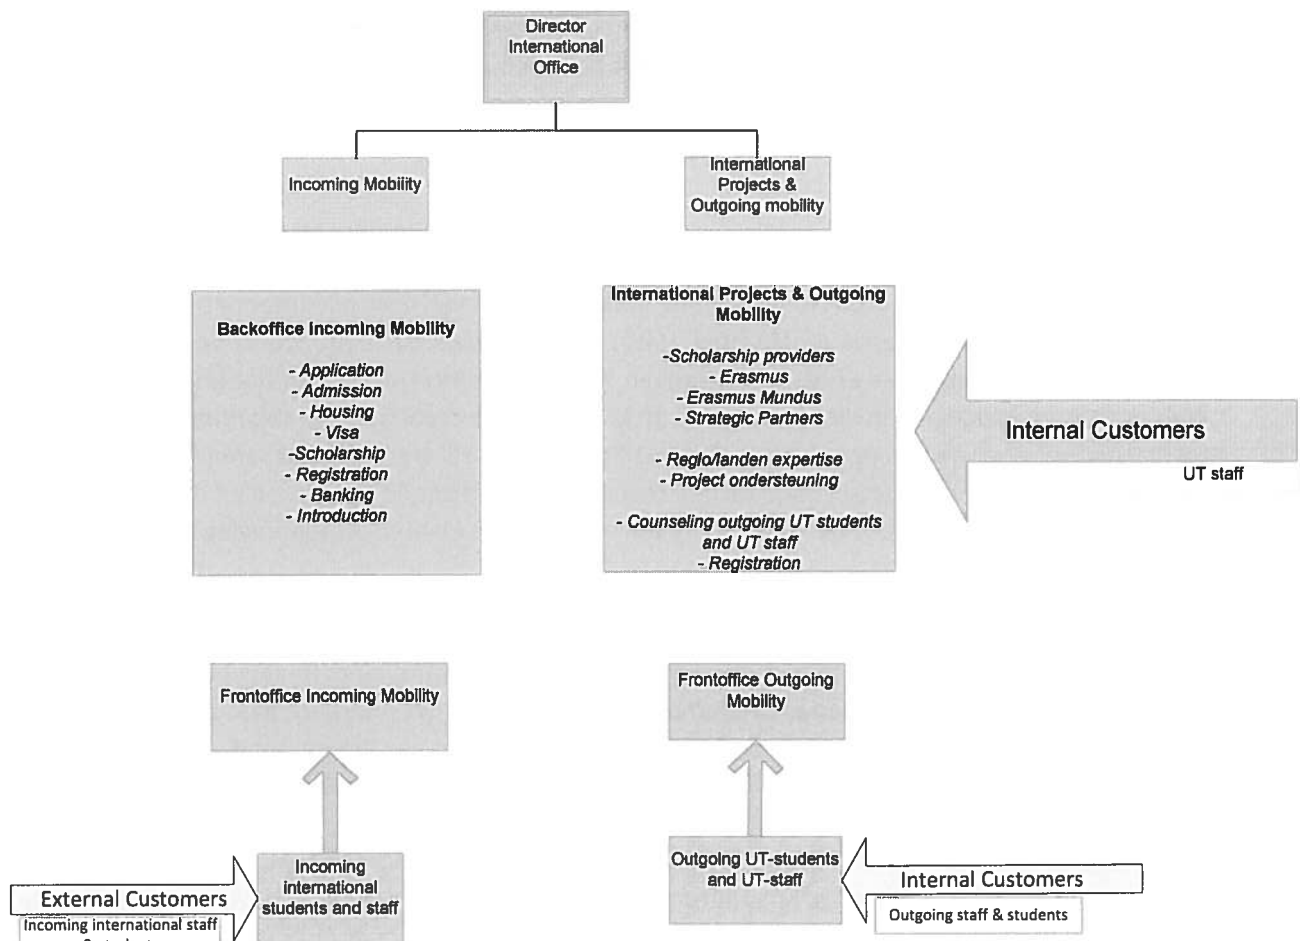 Director
International
Office
Incoming Mobility
International
Projects &
Outgoing mobility
Backoffice Incoming Mobility
- Application
- Admission
- Housing
- Visa
-Scholarship
- Registration
- Banking
- Introduction
International Projects & Outgoing
Mobility
-Scholarship providers
- Erasmus
- Erasmus Mundus
- Strategic Partners
- Regio/landen expertise
- Project ondersteuning
- Counseling outgoing UT students
and UT staff
- Registration
Internal Customers
UT staff
Frontoffice Incoming Mobility
Frontoffice Outgoing
Mobility
Incoming
international
students and staff
External Customers
Incoming international staff
Outgoing UT-students
and UT-staff
Internal Customers
Outgoing staff & students